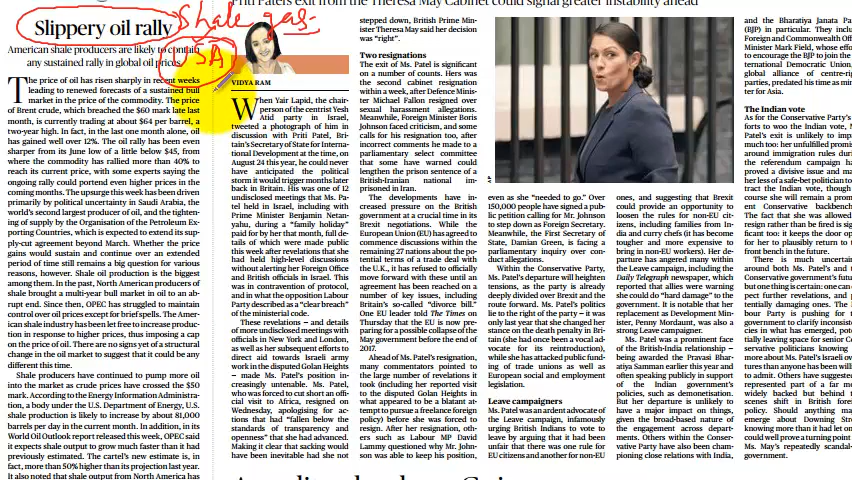 Priti Patel's exit from the Theresa May Cabinet could signal greater instability ahead
Shale gas
SA
Slippery oil rally
American shale producers are likely to contain
any sustained rally in global oil prices
The price of oil has risen sharply in recent weeks
leading to renewed forecasts of a sustained bull
market in the price of the commodity. The price
of Brent crude, which breached the $60 mark late last
month, is currently trading at about $64 per barrel, a
two-year high. In fact, in the last one month alone, oil
has gained well over 12%. The oil rally has been even
sharper from its June low of a little below $45, from
where the commodity has rallied more than 40% to
reach its current price, with some experts saying the
ongoing rally could portend even higher prices in the
coming months. The upsurge this week has been driven
primarily by political uncertainty in Saudi Arabia, the
world's second largest producer of oil, and the tighten-
ing of supply by the Organisation of the Petroleum Ex-
porting Countries, which is expected to extend its sup-
ply-cut agreement beyond March. Whether the price
gains would sustain and continue over an extended
period of time still remains a big question for various
reasons, however. Shale oil production is the biggest
among them. In the past, North American producers of
shale brought a multi-year bull market in oil to an ab-
rupt end. Since then, OPEC has struggled to maintain
control over oil prices except for brief spells. The Amer-
ican shale industry has been let free to increase produc-
tion in response to higher prices, thus imposing a cap
on the price of oil. There are no signs yet of a structural
change in the oil market to suggest that it could be any
different this time.
Shale producers have continued to pump more oil
into the market as crude prices have crossed the $50
mark. According to the Energy Information Administra-
tion, a body under the U.S. Department of Energy, U.S.
shale production is likely to increase by about 81,000
barrels per day in the current month. In addition, in its
World Oil Outlook report released this week, OPEC said
it expects shale output to grow much faster than it had
previously estimated. The cartel's new estimate is, in
fact, more than 50% higher than its projection last year.
It also noted that shale output from North America has
VIDYA RAM
When Yair Lapid, the chair-
person of the centrist Yesh
Atid party in Israel,
tweeted a photograph of him in
discussion with Priti Patel, Bri-
tain's Secretary of State for Interna-
tional Development at the time, on
August 24 this year, he could never
have anticipated the political
storm it would trigger months later
back in Britain. His was one of 12
undisclosed meetings that Ms. Pa-
tel held in Israel, including with
Prime Minister Benjamin Netan-
yahu, during a “family holiday”
paid for by her that month, full de-
tails of which were made public
this week after revelations that she
had held high-level discussions
without alerting her Foreign Office
and British officials in Israel. This
was in contravention of protocol,
and in what the opposition Labour
Party described as a “clear breach”
of the ministerial code.
These revelations – and details
of more undisclosed meetings with
officials in New York and London,
as well as her subsequent efforts to
direct aid towards Israeli army
work in the disputed Golan Heights
– made Ms. Patel's position in-
creasingly untenable. Ms. Patel,
who was forced to cut short an offi-
cial visit to Africa, resigned on
Wednesday, apologising for ac-
tions that had “fallen below the
standards of transparency and
openness” that she had advanced.
Making it clear that sacking would
have been inevitable had she not
stepped down, British Prime Min-
ister Theresa May said her decision
was “right”.
Two resignations
The exit of Ms. Patel is significant
on a number of counts. Hers was
the second cabinet resignation
within a week, after Defence Minis-
ter Michael Fallon resigned over
sexual harassment allegations.
Meanwhile, Foreign Minister Boris
Johnson faced criticism, and some
calls for his resignation too, after
incorrect comments he made to a
parliamentary select committee
that some have warned could
lengthen the prison sentence of a
British-Iranian national im-
prisoned in Iran.
The developments have in-
creased pressure on the British
government at a crucial time in its
Brexit negotiations. While the
European Union (EU) has agreed to
commence discussions within the
remaining 27 nations about the po-
tential terms of a trade deal with
the U.K., it has refused to officially
move forward with these until an
agreement has been reached on
a number of key issues, including
Britain's so-called “divorce bill.”
One EU leader told The Times on
Thursday that the EU is now pre-
paring for a possible collapse of the
May government before the end of
2017.
Ahead of Ms. Patel's resignation,
many commentators pointed to
the large number of revelations it
took (including her reported visit
to the disputed Golan Heights in
what appeared to be a blatant at-
tempt to pursue a freelance foreign
policy) before she was forced to
resign. After her resignation, oth-
ers such as Labour MP David
Lammy questioning why Mr. John-
son was able to keep his position,
even as she “needed to go.” Over
150,000 people have signed a pub-
lic petition calling for Mr. Johnson
to step down as Foreign Secretary.
Meanwhile, the First Secretary of
State, Damian Green, is facing a
parliamentary inquiry over con-
duct allegations.
Within the Conservative Party,
Ms. Patel's departure will heighten
tensions, as the party is already
deeply divided over Brexit and the
route forward. Ms. Patel's politics
lie to the right of the party – it was
only last year that she changed her
stance on the death penalty in Bri-
tain (she had once been a vocal ad-
vocate for its reintroduction),
while she has attacked public fund-
ing of trade unions as well as
European social and employment
legislation.
Leave campaigners
Ms. Patel was an ardent advocate of
the Leave campaign, infamously
urging British Indians to vote to
leave by arguing that it had been
unfair that there was one rule for
EU citizens and another for non-EU
ones, and suggesting that Brexit
could provide an opportunity to
loosen the rules for non-EU cit-
izens, including families from In-
dia and curry chefs (it has become
tougher and more expensive to
bring in non-EU workers). Her de-
parture has angered many within
the Leave campaign, including the
Daily Telegraph newspaper, which
reported that allies were warning
she could do “hard damage” to the
government. It is notable that her
replacement as Development Min-
ister, Penny Mordaunt, was also a
strong Leave campaigner.
Ms. Patel was a prominent face
of the British-India relationship –
being awarded the Pravasi Bhar-
atiya Samman earlier this year and
often speaking publicly in support
of the Indian government's
policies, such as demonetisation.
But her departure is unlikely to
have a major impact on things,
given the broad-based nature of
the engagement across depart-
ments. Others within the Conser-
vative Party have also been cham-
pioning close relations with India,
and the Bharatiya Janata Pa
(BJP) in particular. They inclu
Foreign and Commonwealth Of
Minister Mark Field, whose effo
to encourage the BJP to join the
ternational Democratic Union,
global alliance of centre-rig
parties, predated his time as min
ter for Asia.
The Indian vote
As for the Conservative Party's
forts to woo the Indian vote, M
Patel's exit is unlikely to impa
much too: her unfulfilled promis
around immigration rules durin
the referendum campaign ha
proved a divisive issue and ma
her less of a safe-bet politician to
tract the Indian vote, though
course she will remain a promi
ent Conservative backbench
The fact that she was allowed
resign rather than be fired is sig
ficant too: it keeps the door op
for her to plausibly return to t
front bench in the future.
There is much uncertain
around both Ms. Patel's and t
Conservative government's futu
but one thing is certain: one can e
pect further revelations, and p
tentially damaging ones. The L
bour Party is pushing for t
government to clarify inconsiste
cies in what has emerged, pote
tially leaving space for senior Co
servative politicians knowing f
more about Ms. Patel's Israeli ov
tures than anyone has been willi
to admit. Others have suggested
represented part of a far mo
widely backed but behind t
scenes shift in British forei
policy. Should anything mo
emerge about Downing Stre
knowing more than it had let on
could well prove a turning point
Ms. May's repeatedly scandal-
government.